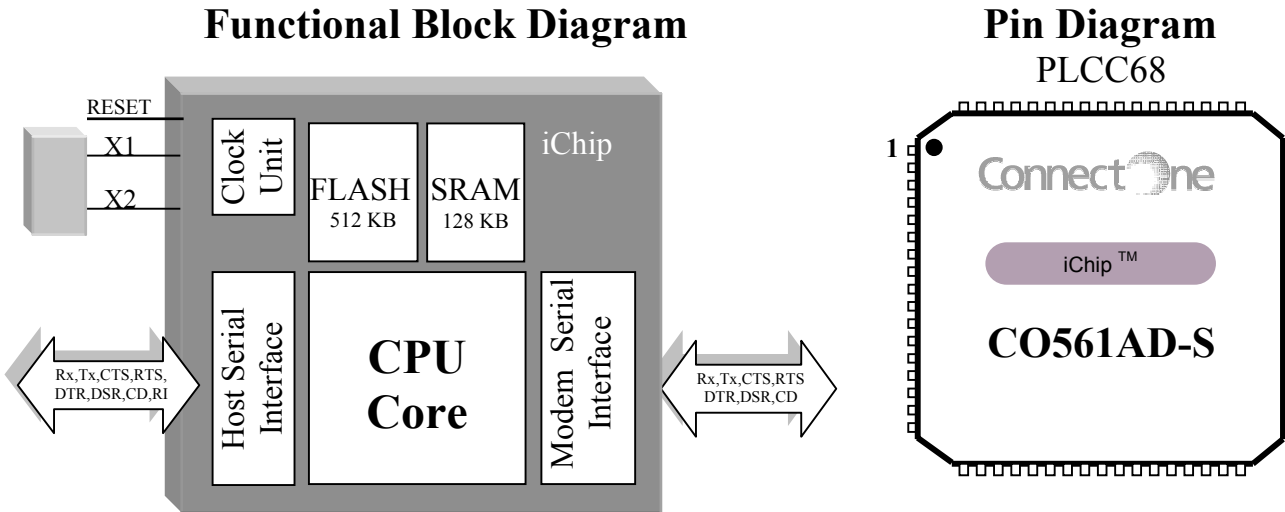 Functional Block Diagram
RESET
X1
X2
Clock
Unit
FLASH
512 KB
SRAM
128 KB
iChip
Rx,Tx,CTS,RTS,
DTR,DSR,CD,RI
Host Serial
Interface
CPU
Core
Modem Serial
Interface
Rx,Tx,CTS,RTS
DTR,DSR,CD
Pin Diagram
PLCC68
1
Connect One
iChip TM
CO561AD-S